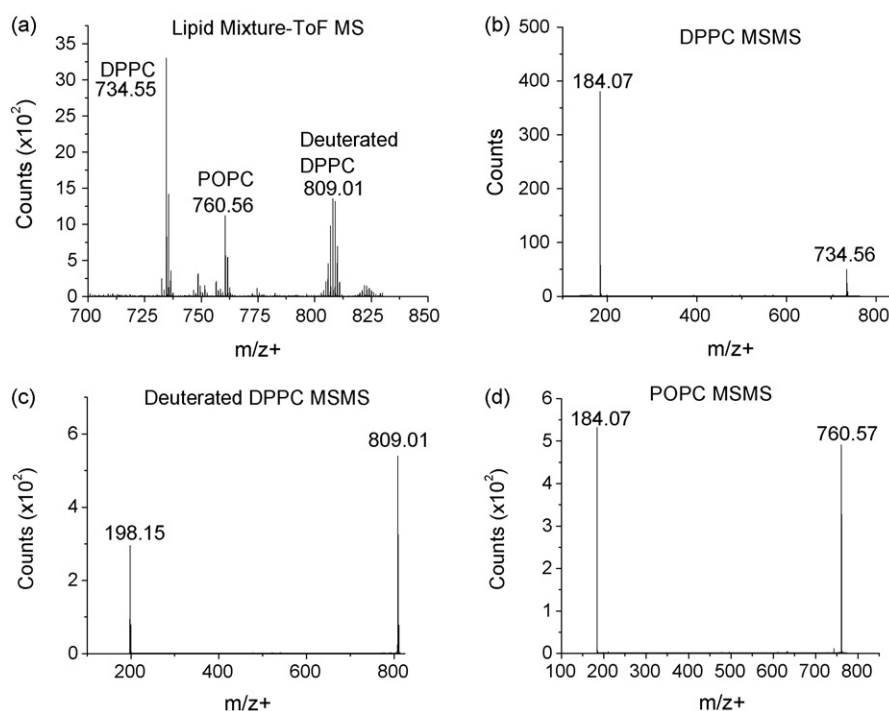 (a)
Lipid Mixture-ToF MS
35
30
25
20
15
10
5
0
Counts (x10²)
DPPC
734.55
POPC
760.56
Deuterated
DPPC
809.01
700 725 750 775 800 825 850
m/z+
(b)
DPPC MSMS
500
400
300
200
100
0
Counts
184.07
734.56
200 400 600 800
m/z+
(c)
Deuterated DPPC MSMS
6
4
2
0
Counts (x10²)
198.15
809.01
200 400 600 800
m/z+
(d)
POPC MSMS
6
5
4
3
2
1
0
Counts (x10²)
184.07
760.57
100 200 300 400 500 600 700 800
m/z+